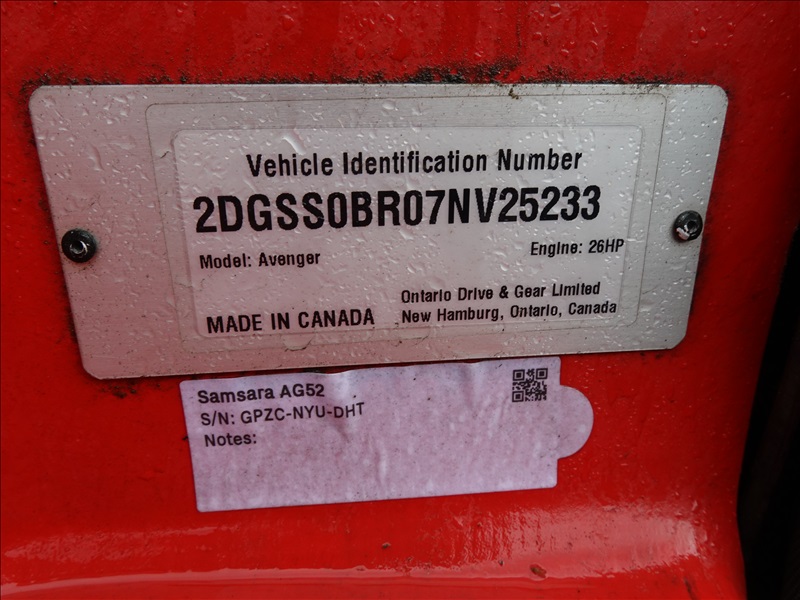 Vehicle Identification Number
2DGSS0BR07NV25233
Model: Avenger Engine: 26HP
Ontario Drive & Gear Limited
MADE IN CANADA New Hamburg, Ontario, Canada
Samsara AG52
S/N: GPZC-NYU-DHT
Notes: